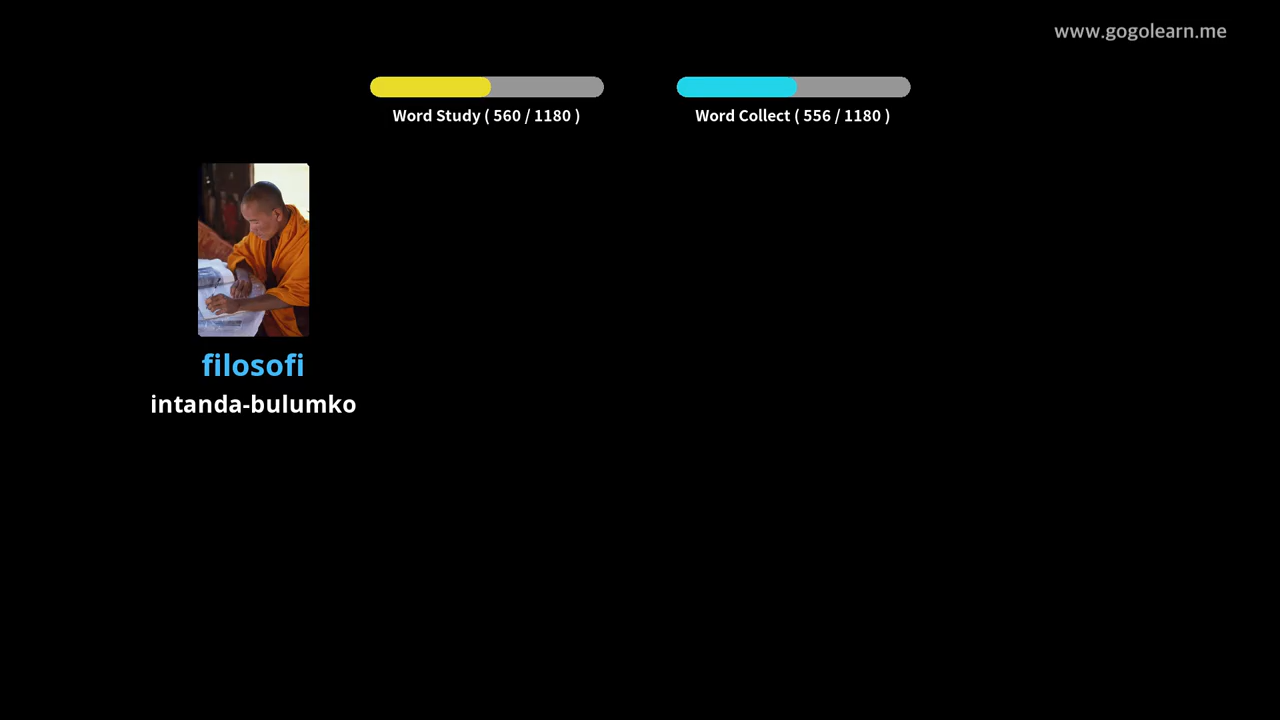 www.gogolearn.me
Word Study ( 560 / 1180 )
Word Collect ( 556 / 1180 )
filosofi
intanda-bulumko